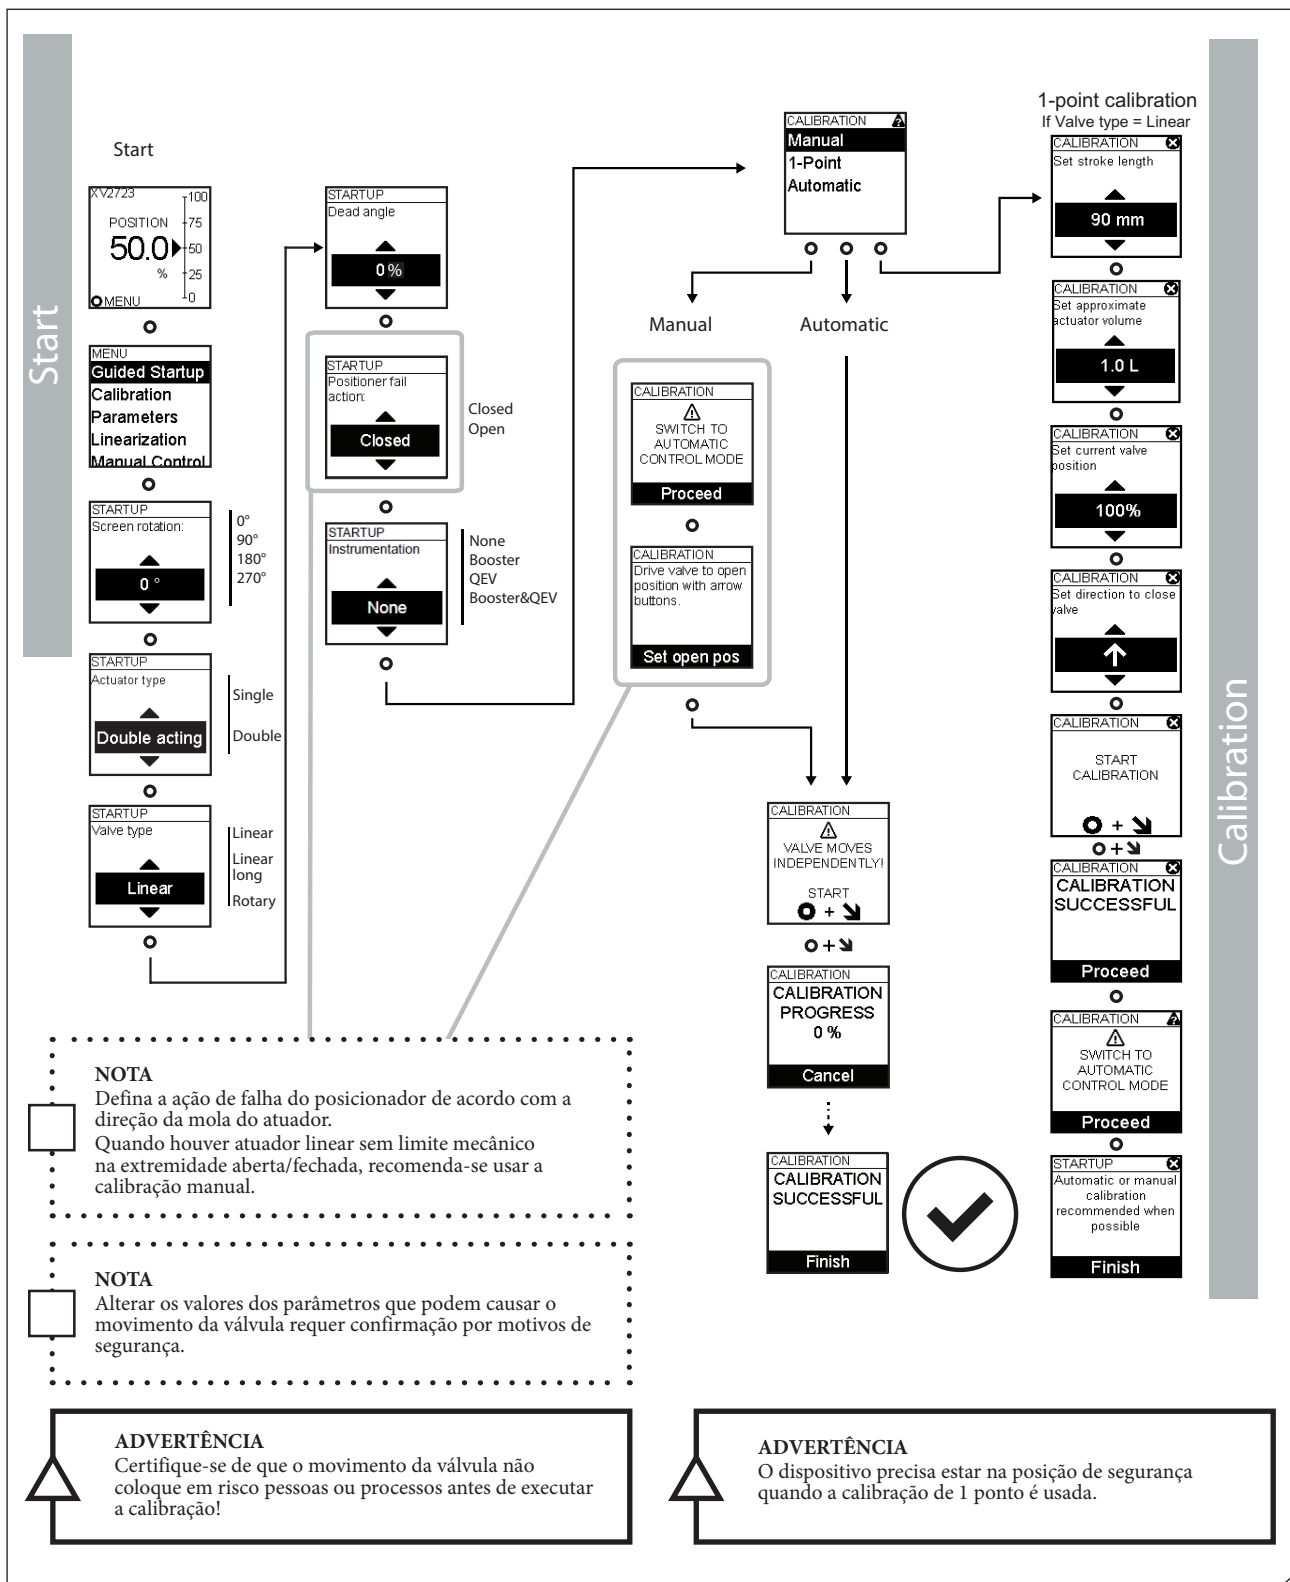 Start
Start
XV2723
POSITION
50.0
%
100
75
50
25
0
MENU
MENU
Guided Startup
Calibration
Parameters
Linearization
Manual Control
STARTUP
Screen rotation:
0 °
0°
90°
180°
270°
STARTUP
Actuator type
Double acting
Single
Double
STARTUP
Valve type
Linear
Linear
Linear
long
Rotary
STARTUP
Dead angle
0 %
STARTUP
Positioner fail
action:
Closed
Closed
Open
STARTUP
Instrumentation
None
None
Booster
QEV
Booster&QEV
CALIBRATION
Manual
1-Point
Automatic
Manual
Automatic
CALIBRATION
SWITCH TO
AUTOMATIC
CONTROL MODE
Proceed
CALIBRATION
Drive valve to open
position with arrow
buttons.
Set open pos
CALIBRATION
VALVE MOVES
INDEPENDENTLY!
START
+
+
CALIBRATION
CALIBRATION
PROGRESS
0 %
Cancel
CALIBRATION
CALIBRATION
SUCCESSFUL
Finish
1-point calibration
If Valve type = Linear
CALIBRATION
Set stroke length
90 mm
CALIBRATION
Set approximate
actuator volume
1.0 L
CALIBRATION
Set current valve
position
100%
CALIBRATION
Set direction to close
valve
CALIBRATION
START
CALIBRATION
+
+
CALIBRATION
CALIBRATION
SUCCESSFUL
Proceed
CALIBRATION
SWITCH TO
AUTOMATIC
CONTROL MODE
Proceed
STARTUP
Automatic or manual
calibration
recommended when
possible
Finish
Calibration
NOTA
Defina a ação de falha do posicionador de acordo com a
direção da mola do atuador.
Quando houver atuador linear sem limite mecânico
na extremidade aberta/fechada, recomenda-se usar a
calibração manual.
NOTA
Alterar os valores dos parâmetros que podem causar o
movimento da válvula requer confirmação por motivos de
segurança.
ADVERTÊNCIA
Certifique-se de que o movimento da válvula não
coloque em risco pessoas ou processos antes de executar
a calibração!
ADVERTÊNCIA
O dispositivo precisa estar na posição de segurança
quando a calibração de 1 ponto é usada.